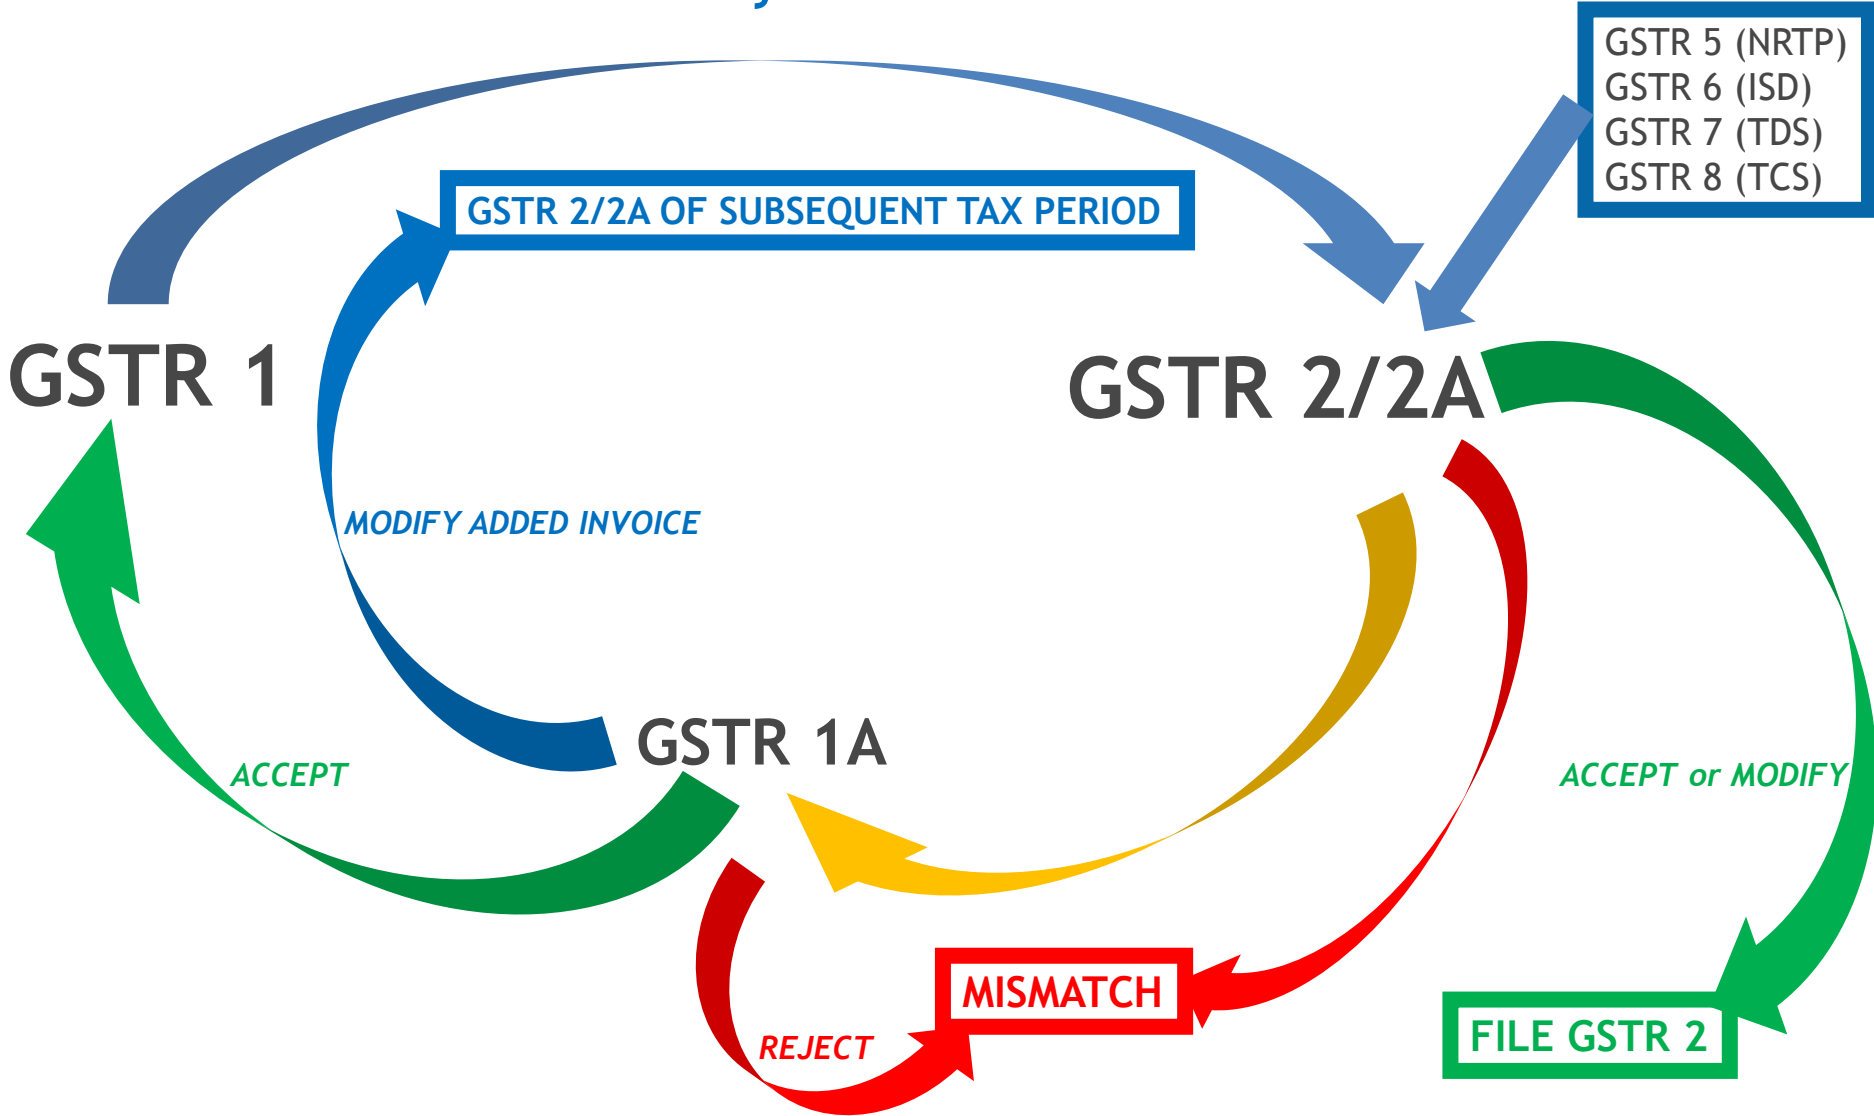 GSTR 5 (NRTP)
GSTR 6 (ISD)
GSTR 7 (TDS)
GSTR 8 (TCS)
GSTR 2/2A OF SUBSEQUENT TAX PERIOD
GSTR 1
GSTR 2/2A
MODIFY ADDED INVOICE
GSTR 1A
ACCEPT
ACCEPT or MODIFY
MISMATCH
REJECT
FILE GSTR 2